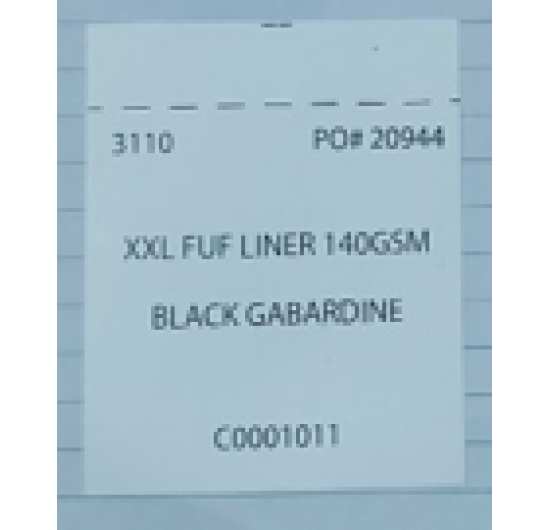 3110 PO# 20944
XXL FUF LINER 140GSM
BLACK GABARDINE
C0001011